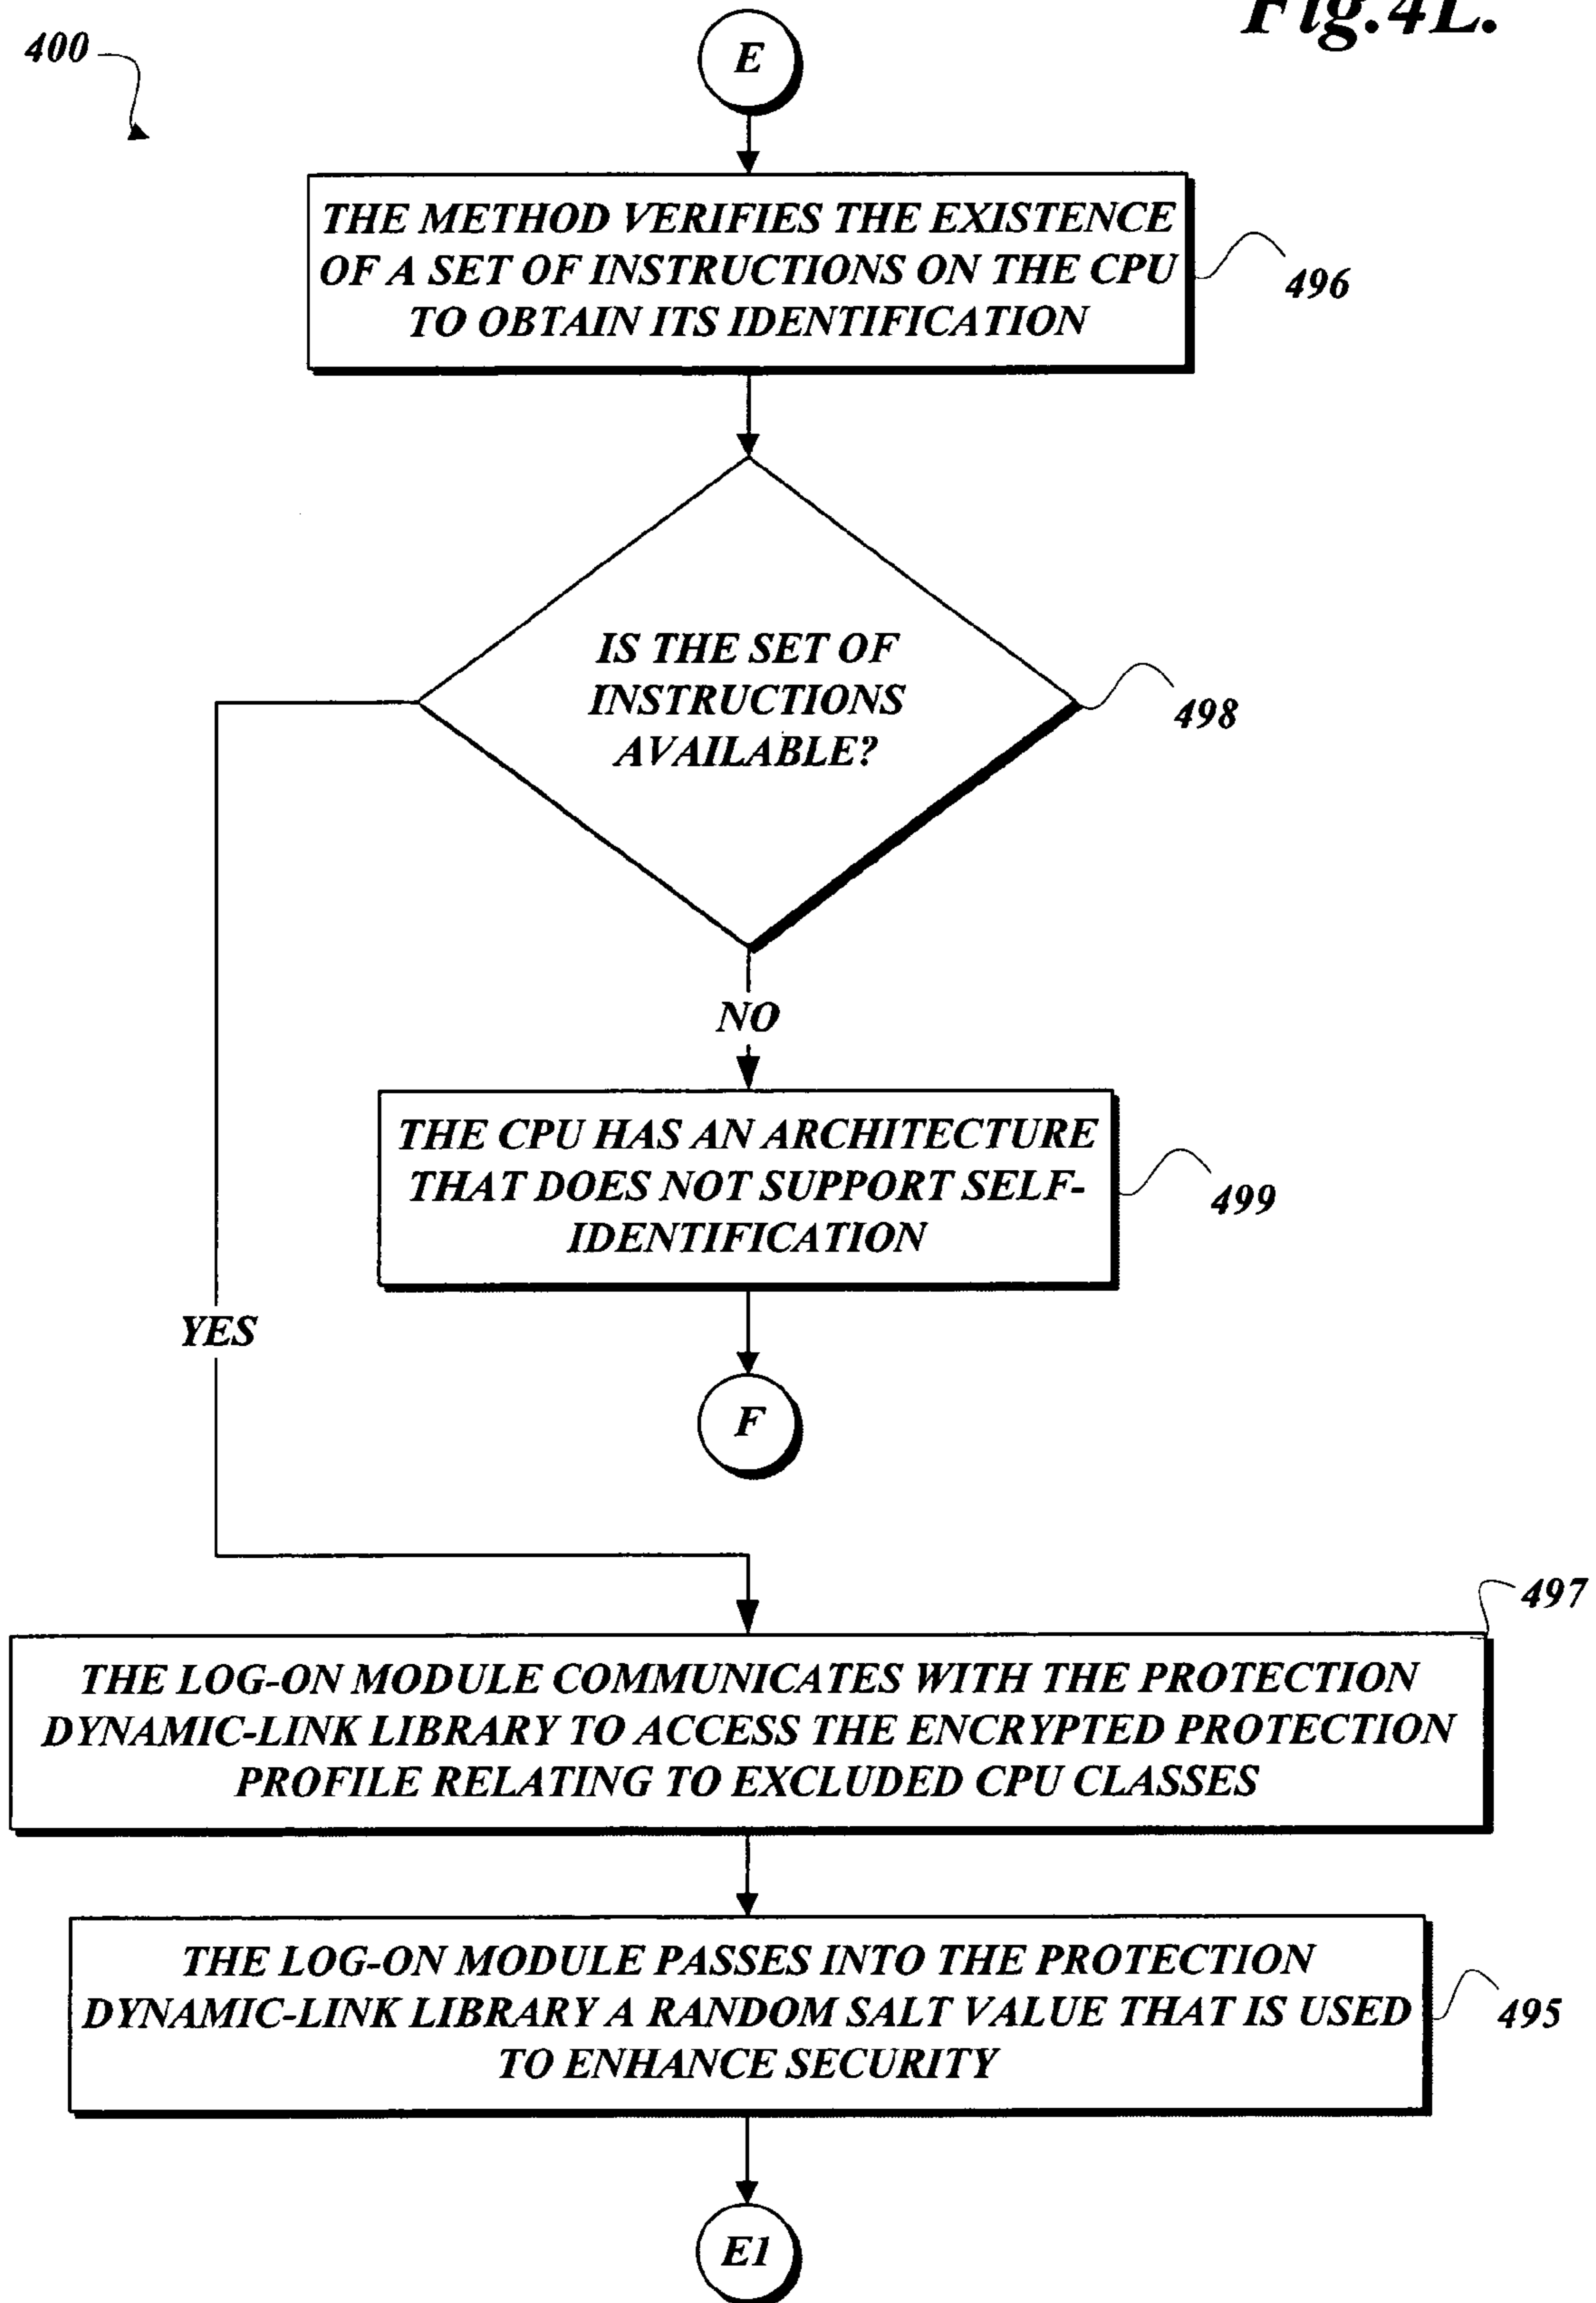 Fig.4L.
400
E
THE METHOD VERIFIES THE EXISTENCE
OF A SET OF INSTRUCTIONS ON THE CPU
TO OBTAIN ITS IDENTIFICATION
496
IS THE SET OF
INSTRUCTIONS
AVAILABLE?
498
NO
THE CPU HAS AN ARCHITECTURE
THAT DOES NOT SUPPORT SELF-
IDENTIFICATION
499
YES
F
497
THE LOG-ON MODULE COMMUNICATES WITH THE PROTECTION
DYNAMIC-LINK LIBRARY TO ACCESS THE ENCRYPTED PROTECTION
PROFILE RELATING TO EXCLUDED CPU CLASSES
THE LOG-ON MODULE PASSES INTO THE PROTECTION
DYNAMIC-LINK LIBRARY A RANDOM SALT VALUE THAT IS USED
TO ENHANCE SECURITY
495
E1